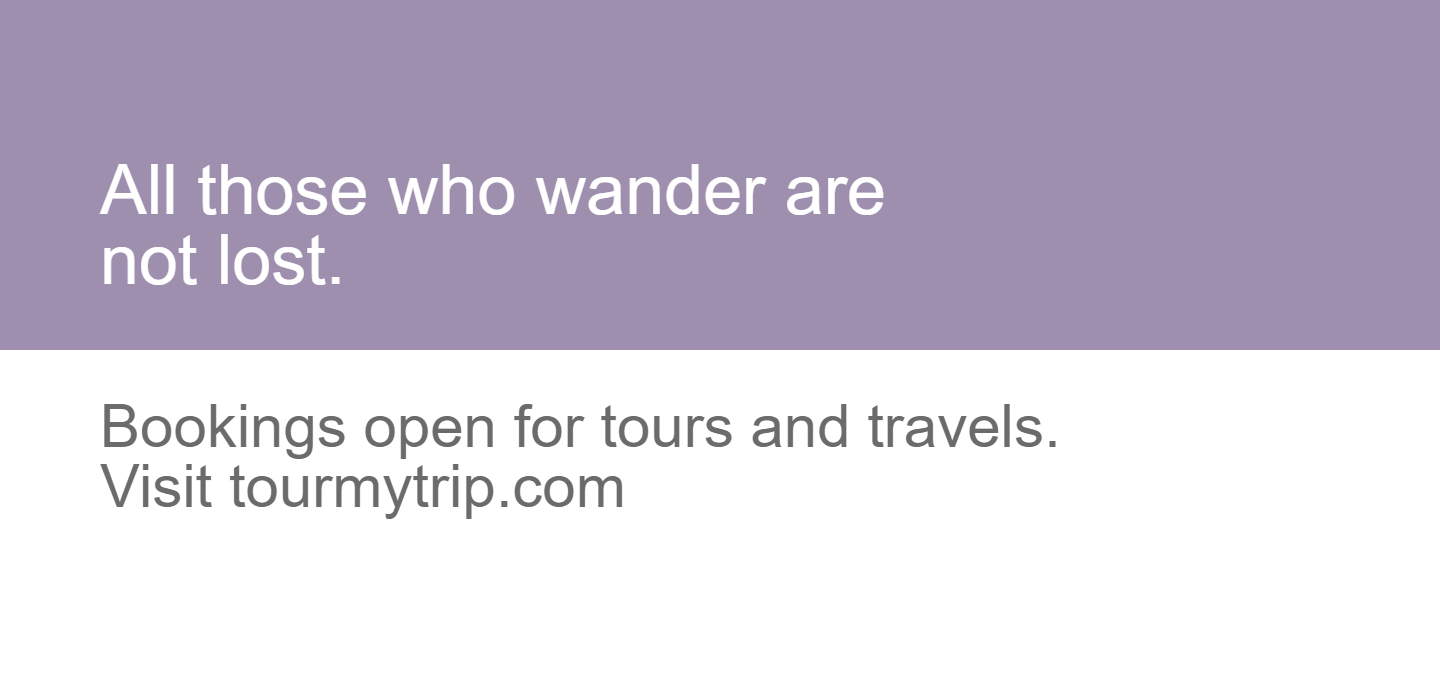 All those who wander are
not lost.
Bookings open for tours and travels.
Visit tourmytrip.com